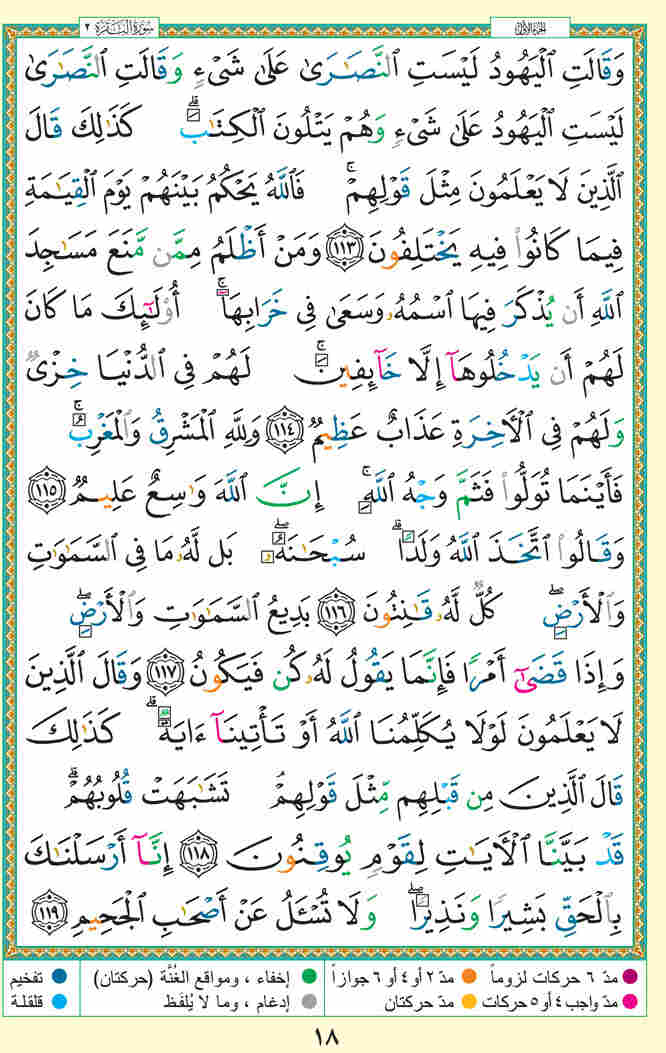 سُورَةُ البَقَرَة ٢
الجزء الأول
وَقَالَتِ ٱلْيَهُودُ لَيْسَتِ ٱلنَّصَـٰرَىٰ عَلَىٰ شَىْءٍ وَقَالَتِ ٱلنَّصَـٰرَىٰ
لَيْسَتِ ٱلْيَهُودُ عَلَىٰ شَىْءٍ وَهُمْ يَتْلُونَ ٱلْكِتَـٰبَ ۗ كَذَٰلِكَ قَالَ
ٱلَّذِينَ لَا يَعْلَمُونَ مِثْلَ قَوْلِهِمْ ۚ فَٱللَّهُ يَحْكُمُ بَيْنَهُمْ يَوْمَ ٱلْقِيَـٰمَةِ
فِيمَا كَانُوا۟ فِيهِ يَخْتَلِفُونَ ١١٣ وَمَنْ أَظْلَمُ مِمَّن مَّنَعَ مَسَـٰجِدَ
ٱللَّهِ أَن يُذْكَرَ فِيهَا ٱسْمُهُۥ وَسَعَىٰ فِى خَرَابِهَآ ۚ أُو۟لَـٰٓئِكَ مَا كَانَ
لَهُمْ أَن يَدْخُلُوهَآ إِلَّا خَآئِفِينَ ۚ لَهُمْ فِى ٱلدُّنْيَا خِزْىٌ
وَلَهُمْ فِى ٱلْـَٔاخِرَةِ عَذَابٌ عَظِيمٌ ١١٤ وَلِلَّهِ ٱلْمَشْرِقُ وَٱلْمَغْرِبُ ۚ
فَأَيْنَمَا تُوَلُّوا۟ فَثَمَّ وَجْهُ ٱللَّهِ ۚ إِنَّ ٱللَّهَ وَٰسِعٌ عَلِيمٌ ١١٥
وَقَالُوا۟ ٱتَّخَذَ ٱللَّهُ وَلَدًا ۗ سُبْحَـٰنَهُۥ ۖ بَل لَّهُۥ مَا فِى ٱلسَّمَـٰوَٰتِ
وَٱلْأَرْضِ ۖ كُلٌّ لَّهُۥ قَـٰنِتُونَ ١١٦ بَدِيعُ ٱلسَّمَـٰوَٰتِ وَٱلْأَرْضِ ۖ
وَإِذَا قَضَىٰٓ أَمْرًا فَإِنَّمَا يَقُولُ لَهُۥ كُن فَيَكُونُ ١١٧ وَقَالَ ٱلَّذِينَ
لَا يَعْلَمُونَ لَوْلَا يُكَلِّمُنَا ٱللَّهُ أَوْ تَأْتِينَآ ءَايَةٌ ۗ كَذَٰلِكَ
قَالَ ٱلَّذِينَ مِن قَبْلِهِم مِّثْلَ قَوْلِهِمْ ۘ تَشَـٰبَهَتْ قُلُوبُهُمْ ۗ
قَدْ بَيَّنَّا ٱلْـَٔايَـٰتِ لِقَوْمٍ يُوقِنُونَ ١١٨ إِنَّآ أَرْسَلْنَـٰكَ
بِٱلْحَقِّ بَشِيرًا وَنَذِيرًا ۖ وَلَا تُسْـَٔلُ عَنْ أَصْحَـٰبِ ٱلْجَحِيمِ ١١٩
مدّ ٦ حركات لزوماً مدّ ٢ أو ٤ أو ٦ جوازاً إخفاء ، ومواقع الغُنَّة (حركتان) تفخيم
مدّ واجب ٤ أو ٥ حركات مدّ حركتان إدغام ، وما لا يُلفَظ قلقلة
١٨